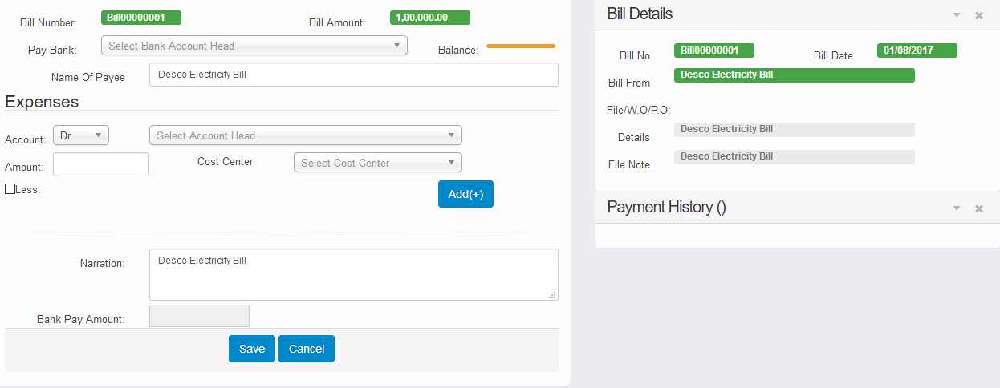 Bill Number: Bill00000001 Bill Amount: 1,00,000.00
Pay Bank: Select Bank Account Head Balance:
Name Of Payee Desco Electricity Bill
Expenses
Account: Dr Select Account Head
Amount: Cost Center Select Cost Center
Less: Add(+)
Narration: Desco Electricity Bill
Bank Pay Amount:
Save Cancel
Bill Details
Bill No Bill00000001 Bill Date 01/08/2017
Bill From Desco Electricity Bill
File/W.O/P.O:
Details Desco Electricity Bill
File Note Desco Electricity Bill
Payment History ()